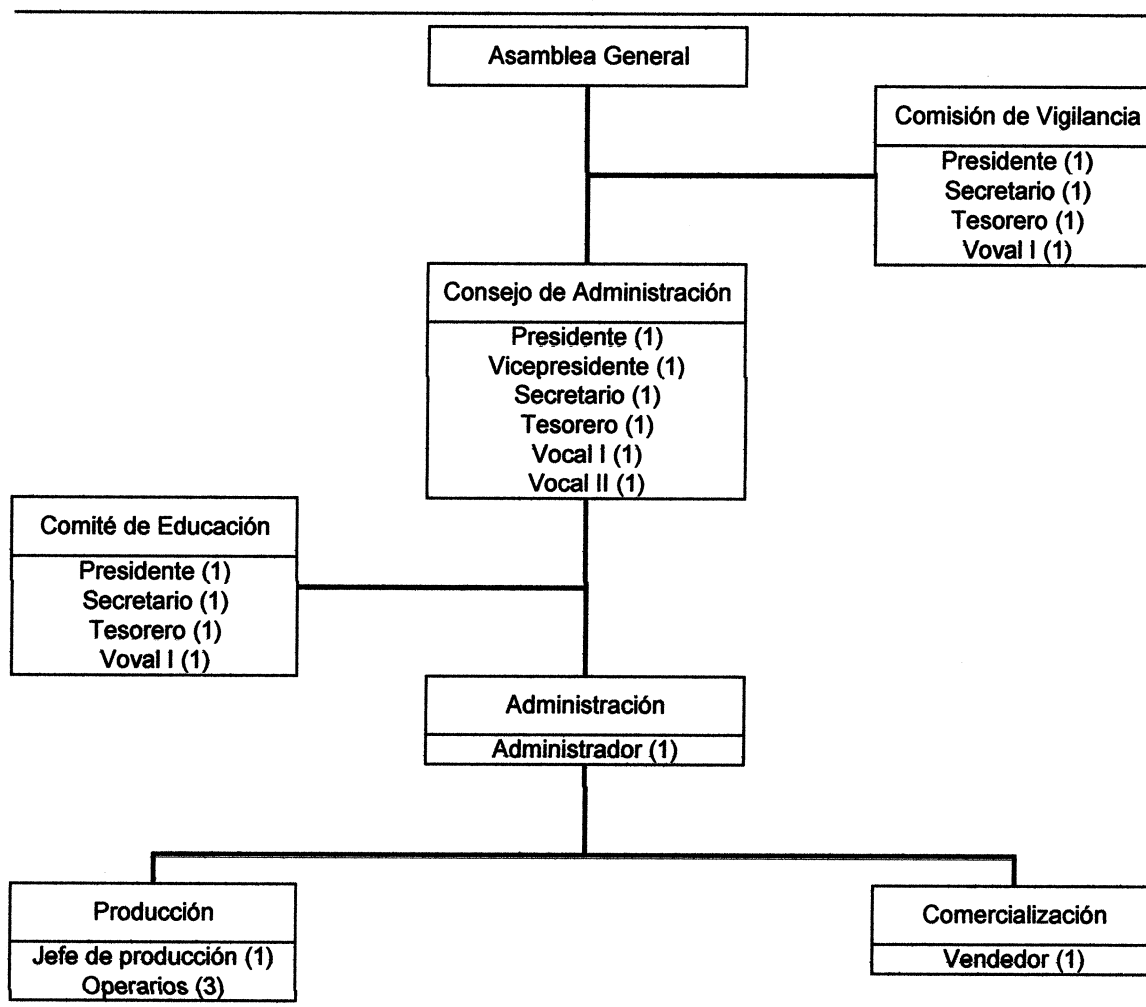 Asamblea General
Comisión de Vigilancia
Presidente (1)
Secretario (1)
Tesorero (1)
Voval I (1)
Consejo de Administración
Presidente (1)
Vicepresidente (1)
Secretario (1)
Tesorero (1)
Vocal I (1)
Vocal II (1)
Comité de Educación
Presidente (1)
Secretario (1)
Tesorero (1)
Voval I (1)
Administración
Administrador (1)
Producción
Jefe de producción (1)
Operarios (3)
Comercialización
Vendedor (1)